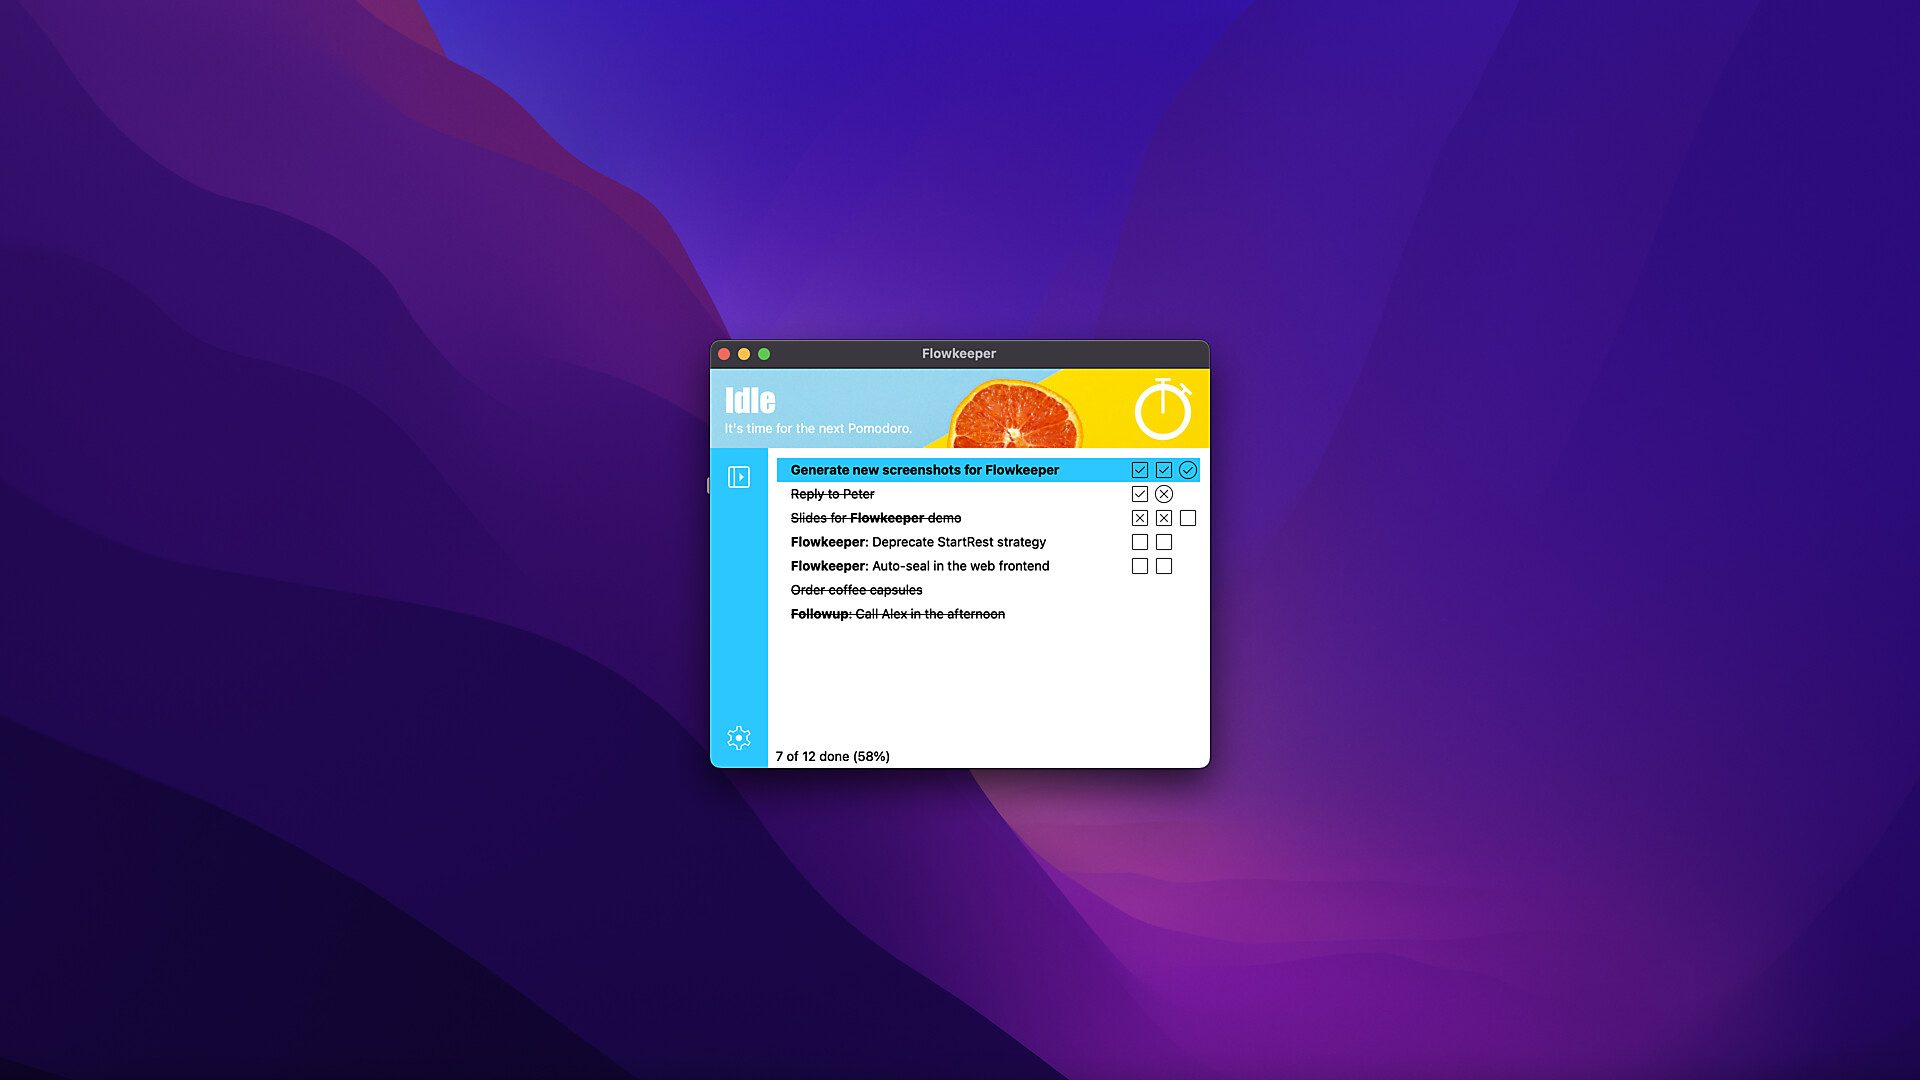 Flowkeeper
Idle
It's time for the next Pomodoro.
Generate new screenshots for Flowkeeper
Reply to Peter
Slides for Flowkeeper demo
Flowkeeper: Deprecate StartRest strategy
Flowkeeper: Auto-seal in the web frontend
Order coffee capsules
Followup: Call Alex in the afternoon
7 of 12 done (58%)